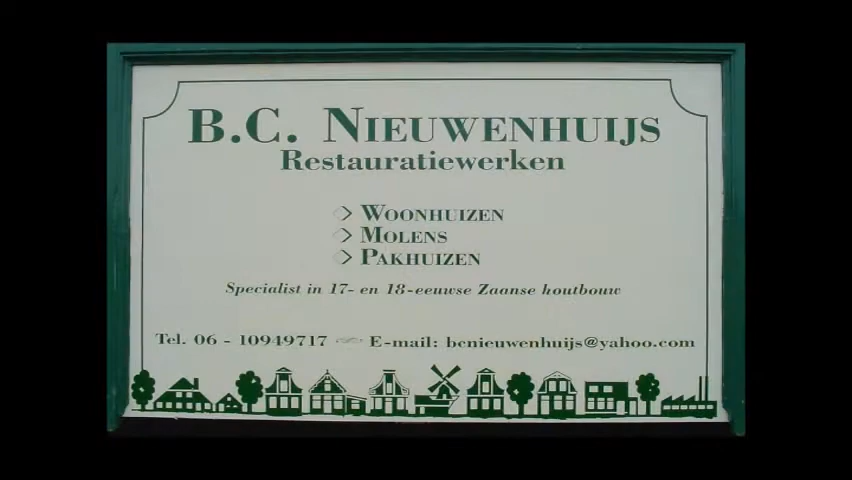 B.C. NIEUWENHUIJS
Restauratiewerken
WOONHUIZEN
MOLENS
PAKHUIZEN
Specialist in 17- en 18-eeuwse Zaanse houtbouw
Tel. 06 - 10949717 E-mail: bcnieuwenhuijs@yahoo.com